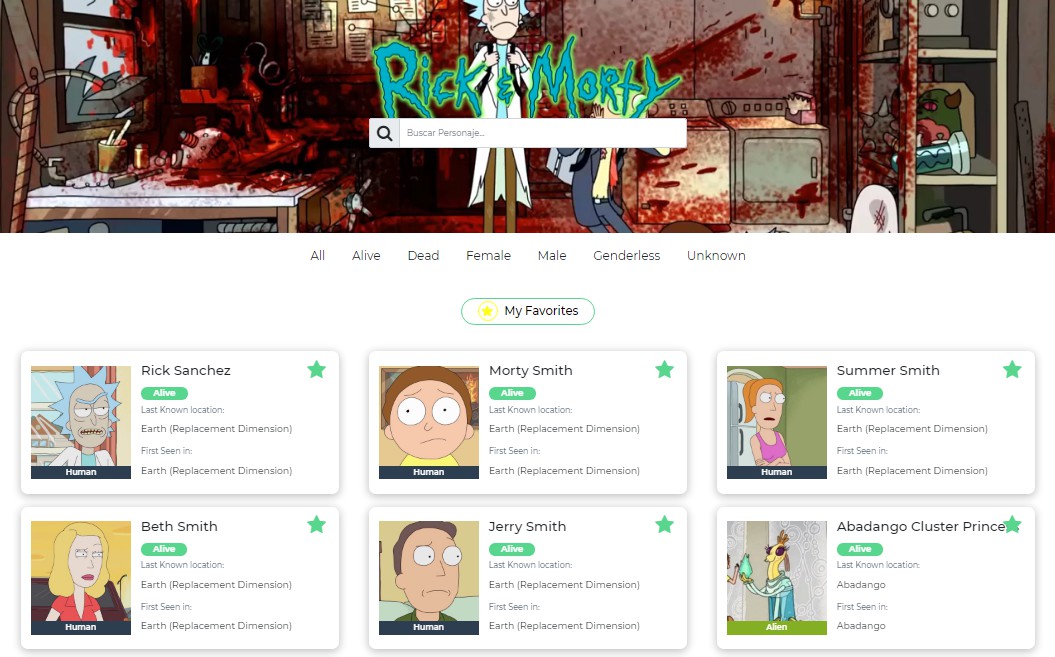 Rick & Morty
Buscar Personaje...
All Alive Dead Female Male Genderless Unknown
My Favorites
Rick Sanchez
Alive
Last Known location:
Earth (Replacement Dimension)
First Seen in:
Earth (Replacement Dimension)
Human
Morty Smith
Alive
Last Known location:
Earth (Replacement Dimension)
First Seen in:
Earth (Replacement Dimension)
Human
Summer Smith
Alive
Last Known location:
Earth (Replacement Dimension)
First Seen in:
Earth (Replacement Dimension)
Human
Beth Smith
Alive
Last Known location:
Earth (Replacement Dimension)
First Seen in:
Earth (Replacement Dimension)
Human
Jerry Smith
Alive
Last Known location:
Earth (Replacement Dimension)
First Seen in:
Earth (Replacement Dimension)
Human
Abadango Cluster Prince
Alive
Last Known location:
Abadango
First Seen in:
Abadango
Alien